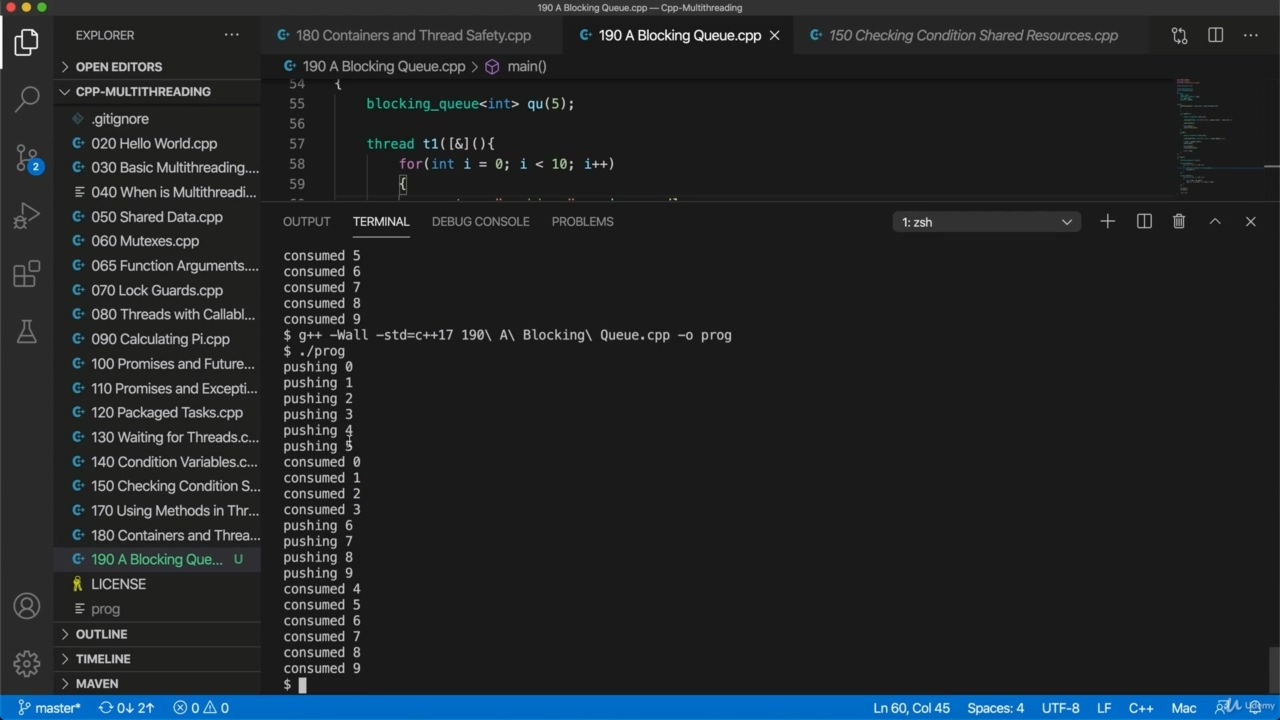 190 A Blocking Queue.cpp — Cpp-Multithreading
EXPLORER
180 Containers and Thread Safety.cpp
190 A Blocking Queue.cpp
150 Checking Condition Shared Resources.cpp
OPEN EDITORS
190 A Blocking Queue.cpp > main()
CPP-MULTITHREADING
.gitignore
020 Hello World.cpp
030 Basic Multithreading....
040 When is Multithreadi...
050 Shared Data.cpp
060 Mutexes.cpp
065 Function Arguments....
070 Lock Guards.cpp
080 Threads with Callabl...
090 Calculating Pi.cpp
100 Promises and Future...
110 Promises and Excepti...
120 Packaged Tasks.cpp
130 Waiting for Threads.c...
140 Condition Variables.c...
150 Checking Condition S...
170 Using Methods in Thr...
180 Containers and Threa...
190 A Blocking Que... U
LICENSE
prog
OUTLINE
TIMELINE
MAVEN
54 {
55 blocking_queue<int> qu(5);
56
57 thread t1([&](){
58 for(int i = 0; i < 10; i++)
59 {
OUTPUT TERMINAL DEBUG CONSOLE PROBLEMS
1: zsh
consumed 5
consumed 6
consumed 7
consumed 8
consumed 9
$ g++ -Wall -std=c++17 190\ A\ Blocking\ Queue.cpp -o prog
$ ./prog
pushing 0
pushing 1
pushing 2
pushing 3
pushing 4
pushing 5
consumed 0
consumed 1
consumed 2
consumed 3
pushing 6
pushing 7
pushing 8
pushing 9
consumed 4
consumed 5
consumed 6
consumed 7
consumed 8
consumed 9
$
2
master* 0↓ 2↑ 0 0
Ln 60, Col 45 Spaces: 4 UTF-8 LF C++ Mac
Udemy